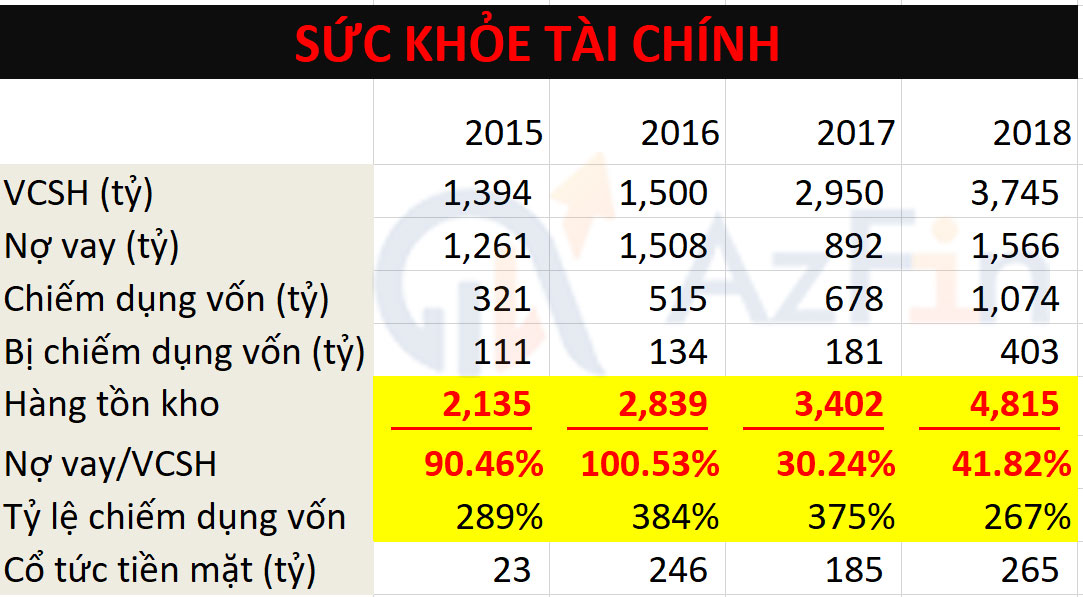 SỨC KHỎE TÀI CHÍNH
2015 2016 2017 2018
VCSH (tỷ) 1,394 1,500 2,950 3,745
Nợ vay (tỷ) 1,261 1,508 892 1,566
Chiếm dụng vốn (tỷ) 321 515 678 1,074
Bị chiếm dụng vốn (tỷ) 111 134 181 403
Hàng tồn kho 2,135 2,839 3,402 4,815
Nợ vay/VCSH 90.46% 100.53% 30.24% 41.82%
Tỷ lệ chiếm dụng vốn 289% 384% 375% 267%
Cổ tức tiền mặt (tỷ) 23 246 185 265
AzFin